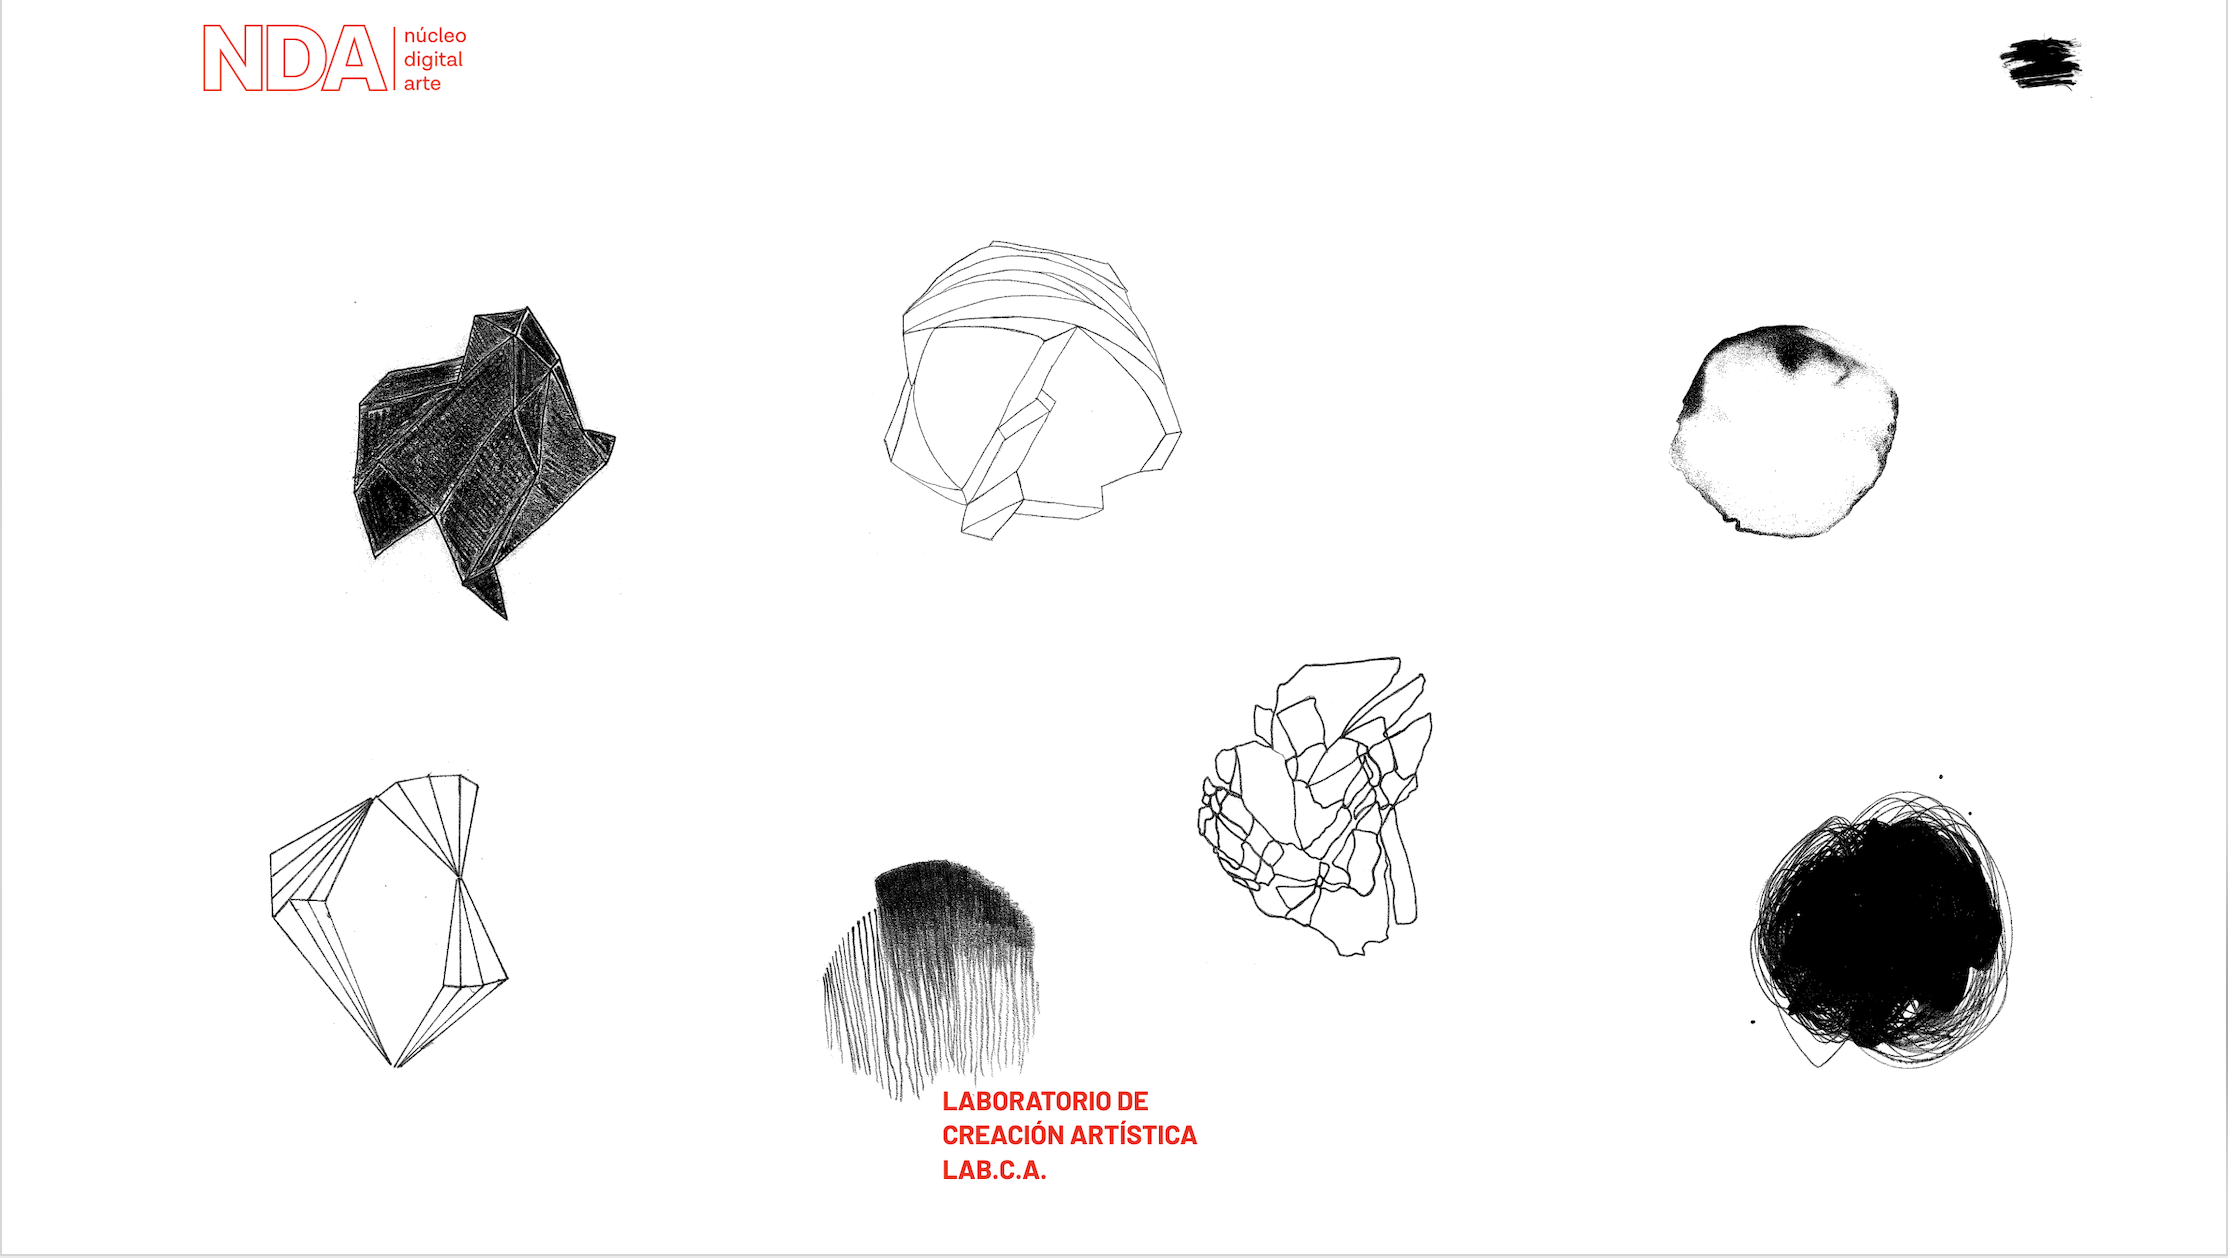 NDA
núcleo
digital
arte
LABORATORIO DE
CREACIÓN ARTÍSTICA
LAB.C.A.